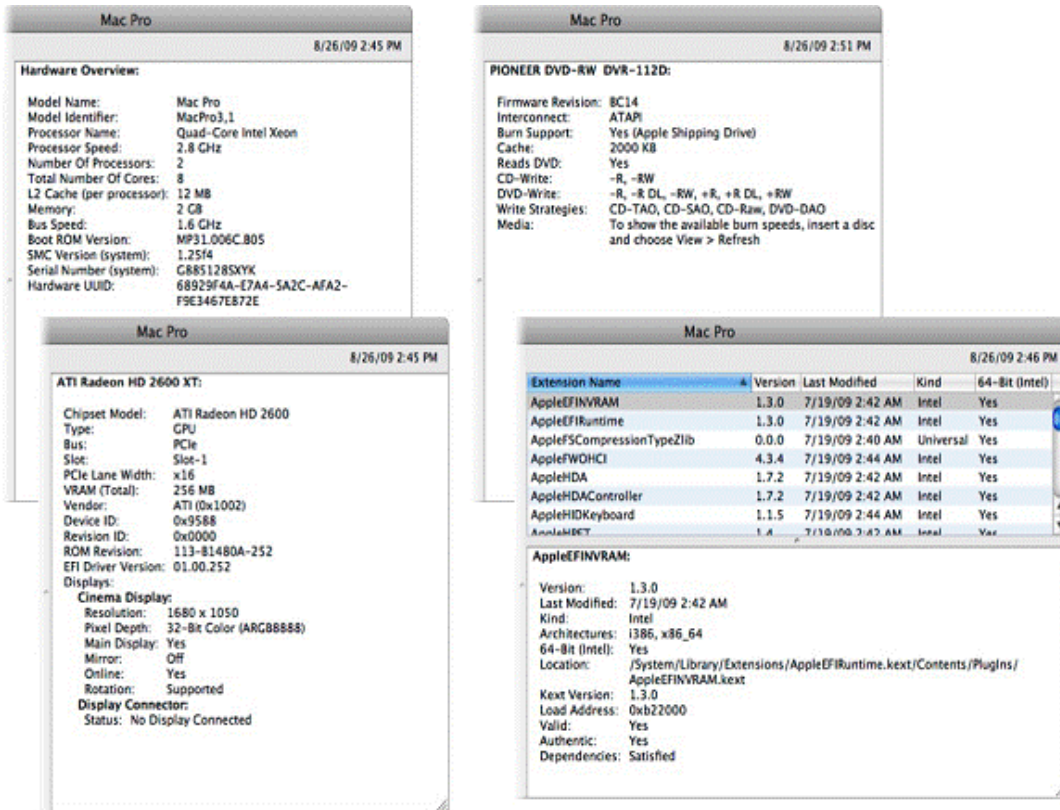 Mac Pro
8/26/09 2:45 PM
Hardware Overview:
Model Name: Mac Pro
Model Identifier: MacPro3,1
Processor Name: Quad-Core Intel Xeon
Processor Speed: 2.8 GHz
Number Of Processors: 2
Total Number Of Cores: 8
L2 Cache (per processor): 12 MB
Memory: 2 GB
Bus Speed: 1.6 GHz
Boot ROM Version: MP31.006C.B05
SMC Version (system): 1.25f4
Serial Number (system): G885128SXYK
Hardware UUID: 68929F4A-E7A4-5A2C-AFA2-
F9E3467E872E
Mac Pro
8/26/09 2:51 PM
PIONEER DVD-RW DVR-112D:
Firmware Revision: BC14
Interconnect: ATAPI
Burn Support: Yes (Apple Shipping Drive)
Cache: 2000 KB
Reads DVD: Yes
CD-Write: -R, -RW
DVD-Write: -R, -R DL, -RW, +R, +R DL, +RW
Write Strategies: CD-TAO, CD-SAO, CD-Raw, DVD-DAO
Media: To show the available burn speeds, insert a disc
and choose View > Refresh
Mac Pro
8/26/09 2:45 PM
ATI Radeon HD 2600 XT:
Chipset Model: ATI Radeon HD 2600
Type: GPU
Bus: PCIe
Slot: Slot-1
PCIe Lane Width: x16
VRAM (Total): 256 MB
Vendor: ATI (0x1002)
Device ID: 0x9588
Revision ID: 0x0000
ROM Revision: 113-B1480A-252
EFI Driver Version: 01.00.252
Displays:
Cinema Display:
Resolution: 1680 x 1050
Pixel Depth: 32-Bit Color (ARGB8888)
Main Display: Yes
Mirror: Off
Online: Yes
Rotation: Supported
Display Connector:
Status: No Display Connected
Mac Pro
8/26/09 2:46 PM
Extension Name Version Last Modified Kind 64-Bit (Intel)
AppleEFINVRAM 1.3.0 7/19/09 2:42 AM Intel Yes
AppleEFIRuntime 1.3.0 7/19/09 2:42 AM Intel Yes
AppleFSCompressionTypeZlib 0.0.0 7/19/09 2:40 AM Universal Yes
AppleFWOHCI 4.3.4 7/19/09 2:44 AM Intel Yes
AppleHDA 1.7.2 7/19/09 2:42 AM Intel Yes
AppleHDAController 1.7.2 7/19/09 2:42 AM Intel Yes
AppleHIDKeyboard 1.1.5 7/19/09 2:44 AM Intel Yes
AppleHPET 1.4 7/19/09 2:42 AM Intel Yes
AppleEFINVRAM:
Version: 1.3.0
Last Modified: 7/19/09 2:42 AM
Kind: Intel
Architectures: i386, x86_64
64-Bit (Intel): Yes
Location: /System/Library/Extensions/AppleEFIRuntime.kext/Contents/PlugIns/
AppleEFINVRAM.kext
Kext Version: 1.3.0
Load Address: 0xb22000
Valid: Yes
Authentic: Yes
Dependencies: Satisfied